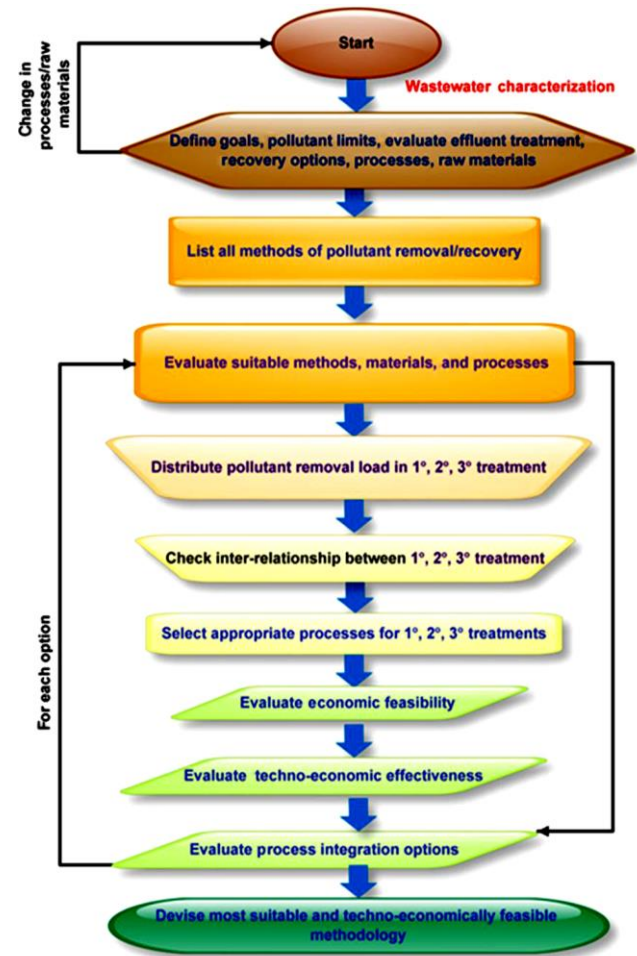 Start
Change in
processes/raw
materials
Wastewater characterization
Define goals, pollutant limits, evaluate effluent treatment,
recovery options, processes, raw materials
List all methods of pollutant removal/recovery
Evaluate suitable methods, materials, and processes
Distribute pollutant removal load in 1°, 2°, 3° treatment
Check inter-relationship between 1°, 2°, 3° treatment
Select appropriate processes for 1°, 2°, 3° treatments
For each option
Evaluate economic feasibility
Evaluate techno-economic effectiveness
Evaluate process integration options
Devise most suitable and techno-economically feasible
methodology